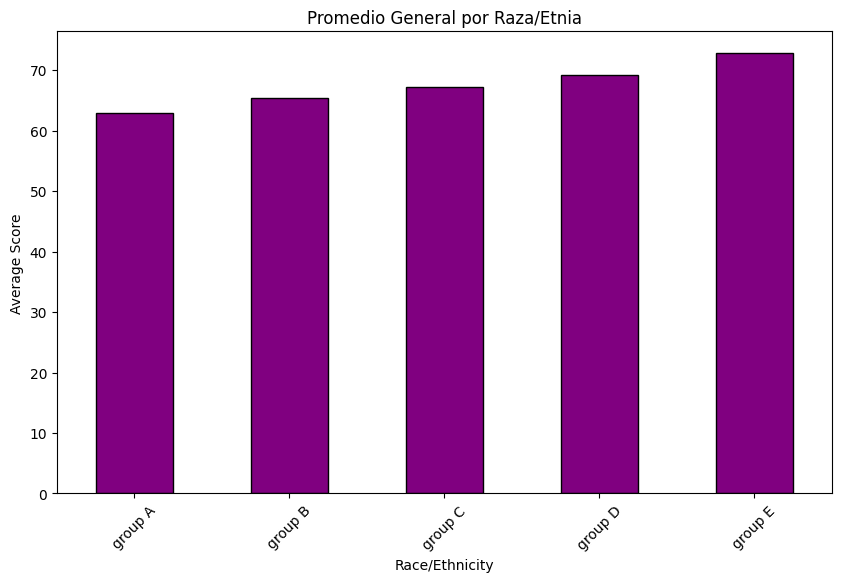 Promedio General por Raza/Etnia
Average Score
70
60
50
40
30
20
10
0
group A
group B
group C
group D
group E
Race/Ethnicity